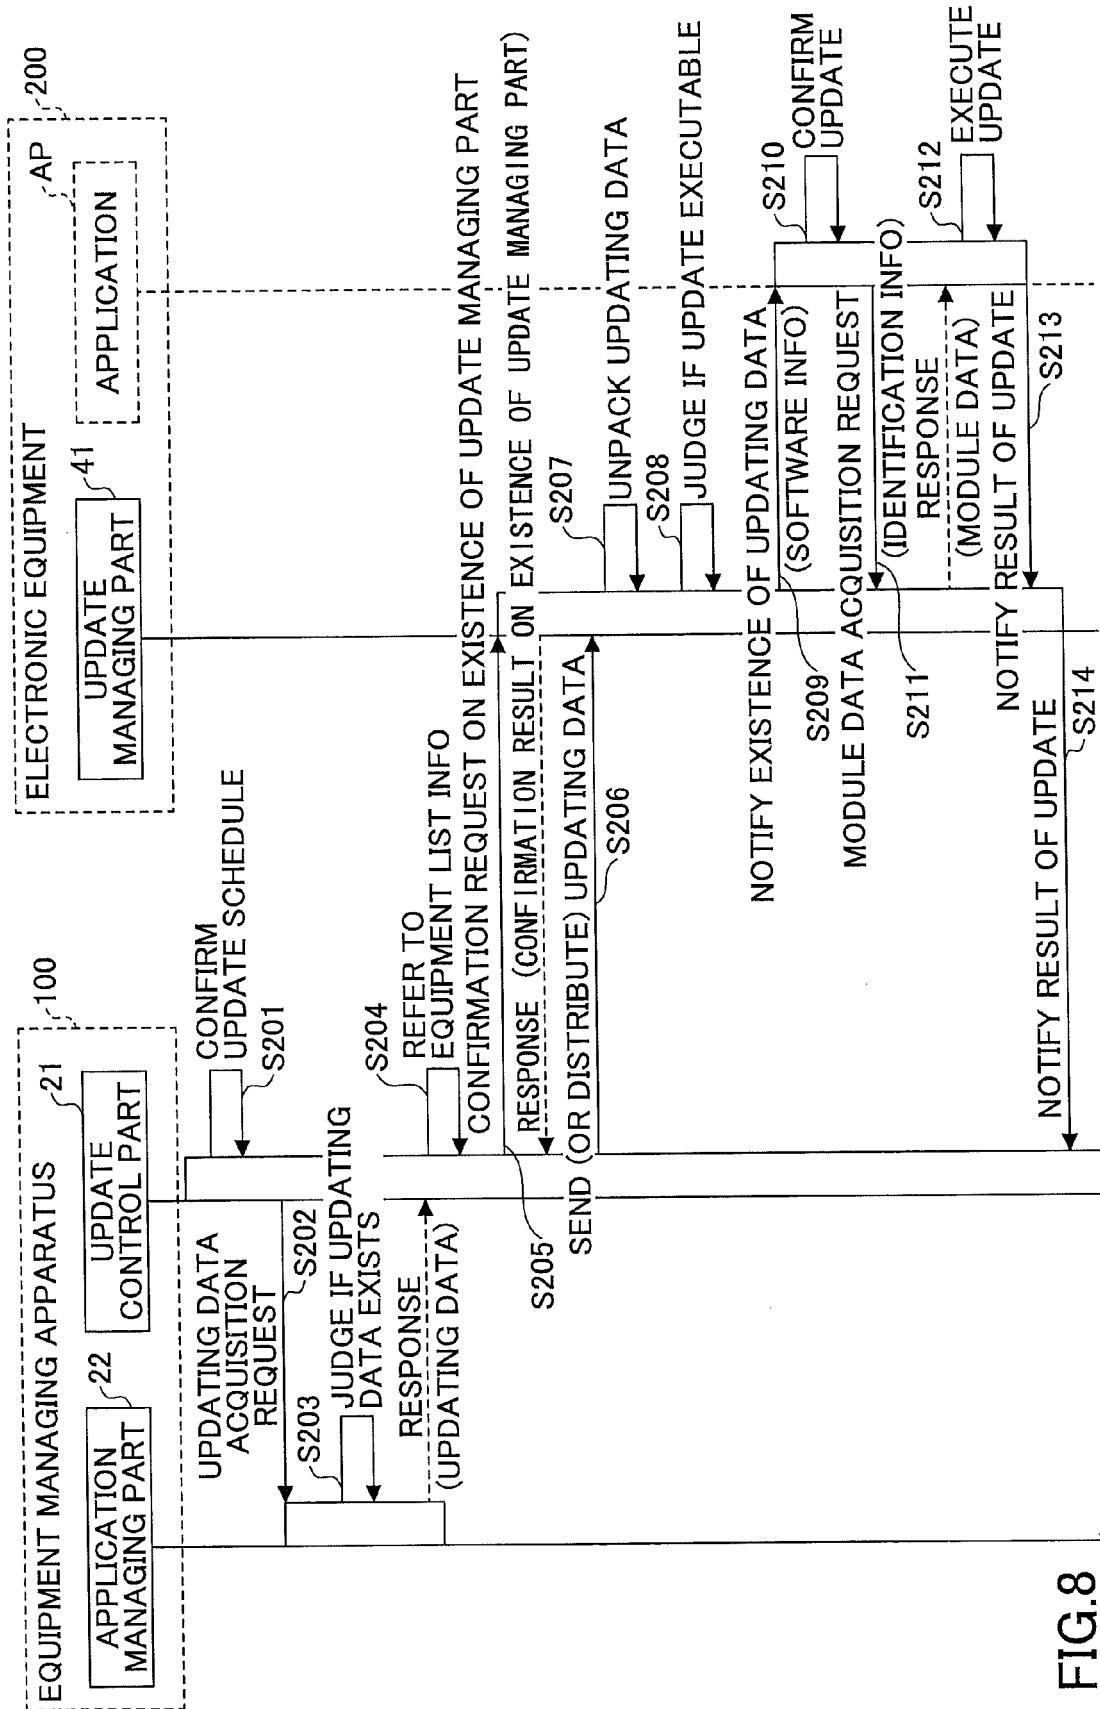 EQUIPMENT MANAGING APPARATUS
100
APPLICATION
MANAGING PART
22
UPDATE
CONTROL PART
21
ELECTRONIC EQUIPMENT
200
UPDATE
MANAGING PART
41
APPLICATION
AP
CONFIRM
UPDATE SCHEDULE
S201
UPDATING DATA
ACQUISITION
REQUEST
S202
S203
JUDGE IF UPDATING
DATA EXISTS
RESPONSE
(UPDATING DATA)
S204
REFER TO
EQUIPMENT LIST INFO
CONFIRMATION REQUEST ON EXISTENCE OF UPDATE MANAGING PART
S205
RESPONSE (CONFIRMATION RESULT ON EXISTENCE OF UPDATE MANAGING PART)
SEND (OR DISTRIBUTE) UPDATING DATA
S206
S207
UNPACK UPDATING DATA
S208
JUDGE IF UPDATE EXECUTABLE
NOTIFY EXISTENCE OF UPDATING DATA
(SOFTWARE INFO)
S209
S210
CONFIRM
UPDATE
MODULE DATA ACQUISITION REQUEST
(IDENTIFICATION INFO)
S211
RESPONSE
(MODULE DATA)
S212
EXECUTE
UPDATE
NOTIFY RESULT OF UPDATE
S213
NOTIFY RESULT OF UPDATE
S214
FIG.8